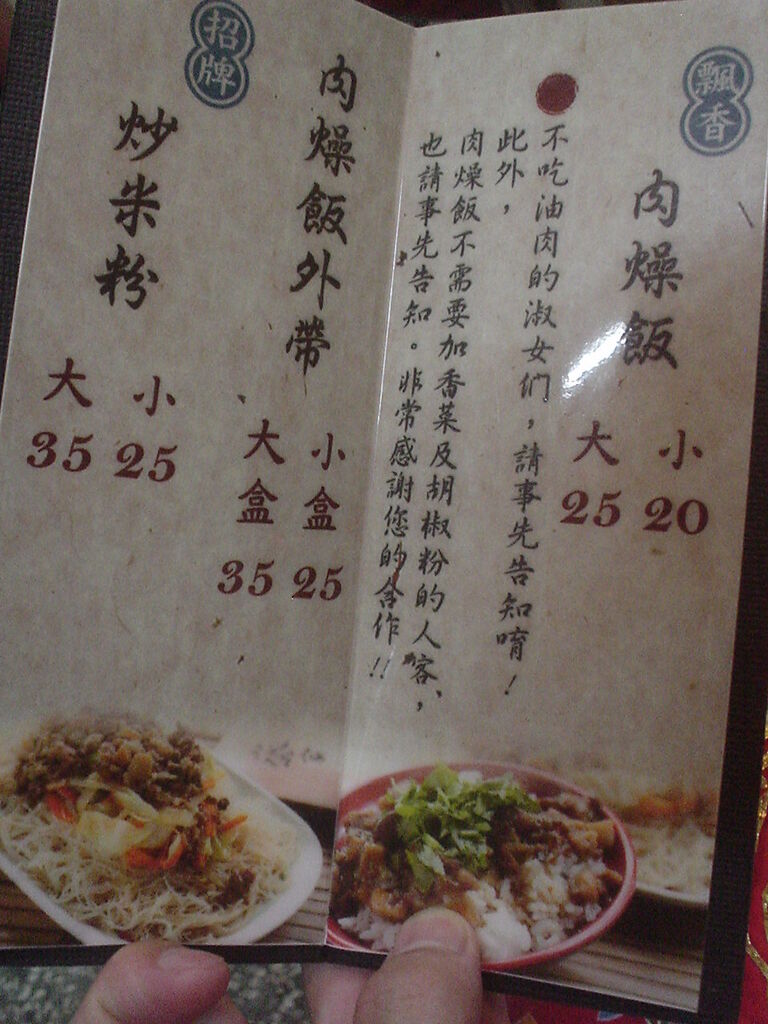 飄香
肉燥飯
小 20
大 25
不吃油肉的淑女們，請事先告知唷！
此外，
肉燥飯不需要加香菜及胡椒粉的人客、，
也請事先告知。非常感謝您的合作!!
肉燥飯外帶
小盒 25
大盒 35
招牌
炒米粉
小 25
大 35